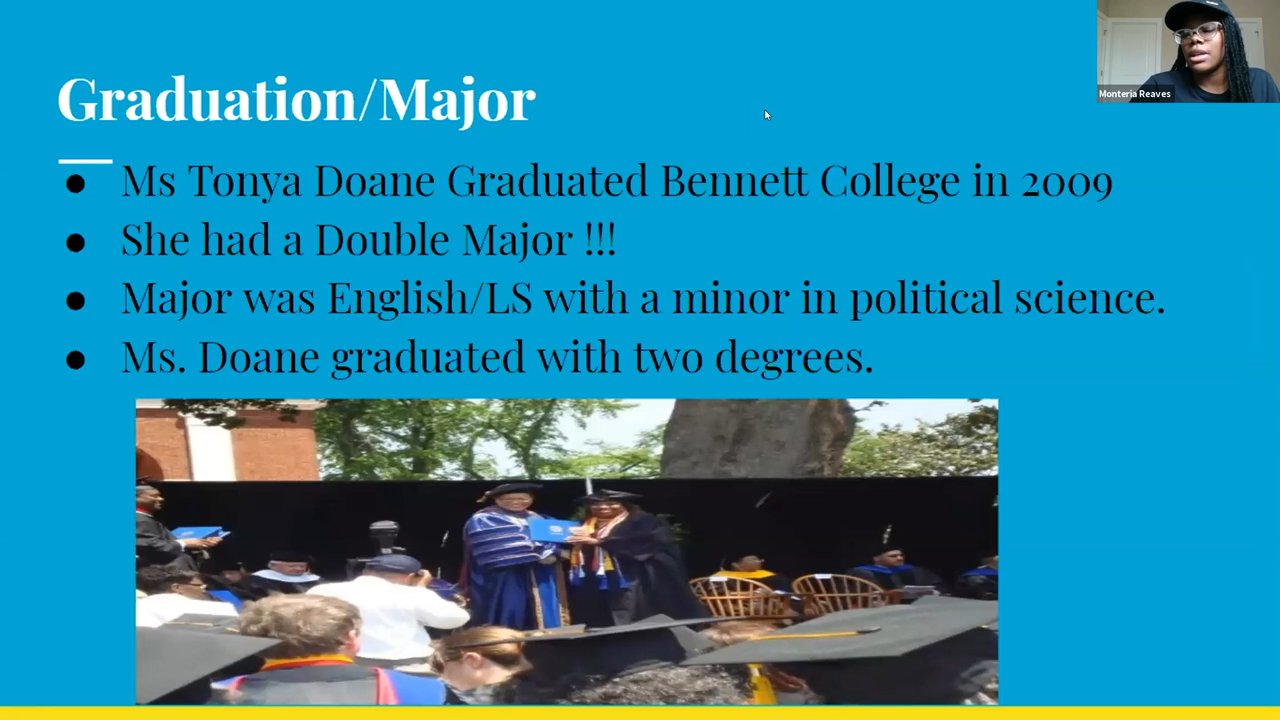 Graduation/Major
Monteria Reaves
● Ms Tonya Doane Graduated Bennett College in 2009
● She had a Double Major !!!
● Major was English/LS with a minor in political science.
● Ms. Doane graduated with two degrees.